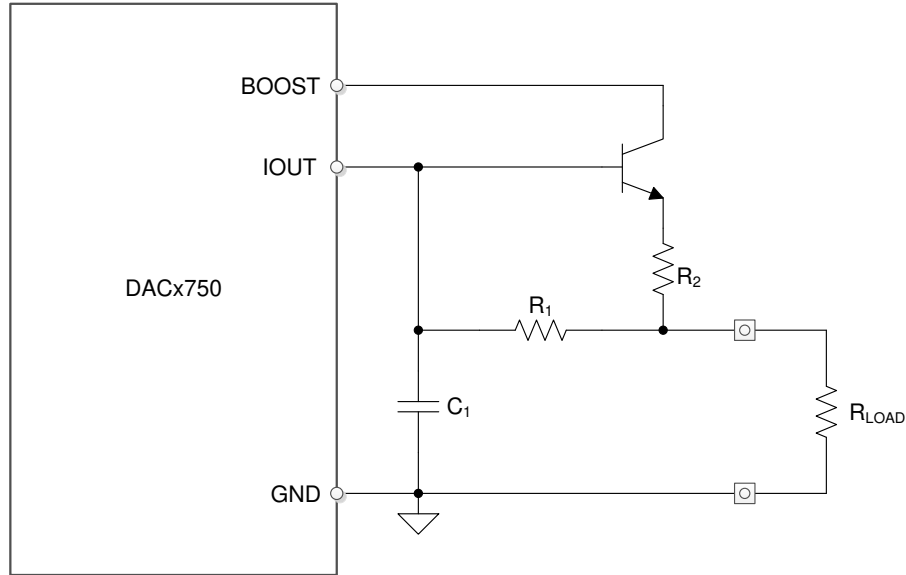 BOOST
IOUT
DACx750
R2
R1
C1
RLOAD
GND